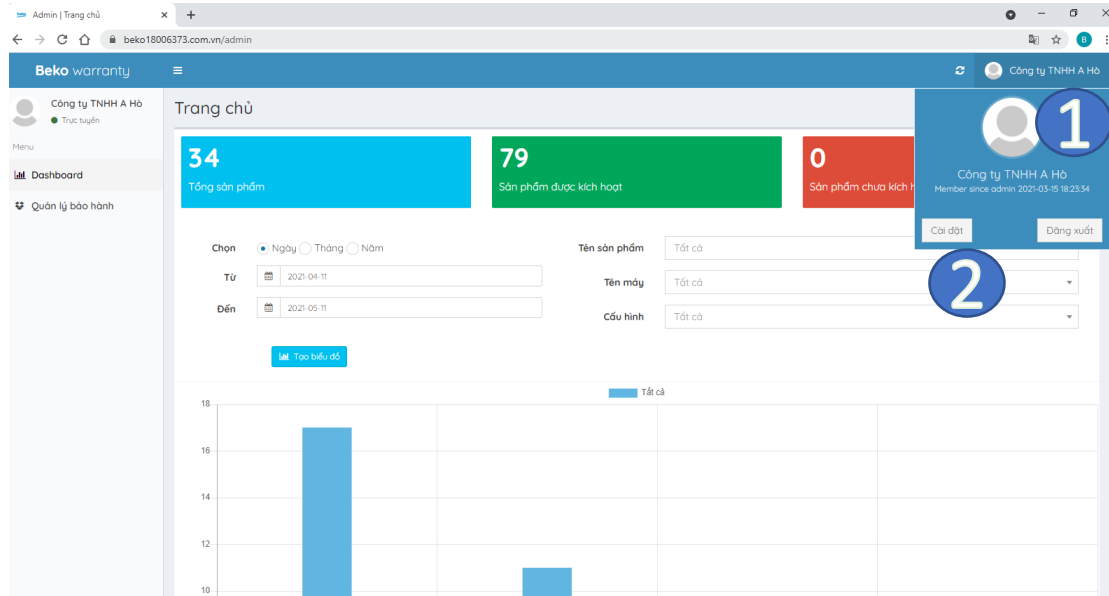 Admin | Trang chủ
beko18006373.com.vn/admin
B
Beko warranty
Công ty TNHH A Hò
Công ty TNHH A Hò
Trực tuyến
Menu
Dashboard
Quản lý bảo hành
Trang chủ
34
Tổng sản phẩm
79
Sản phẩm được kích hoạt
0
Sản phẩm chưa kích h
1
Công ty TNHH A Hò
Member since admin 2021-03-15 18:23:34
Cài đặt
Đăng xuất
2
Chọn
Ngày
Tháng
Năm
Từ
2021-04-11
Đến
2021-05-11
Tạo biểu đồ
Tên sản phẩm
Tất cả
Tên máy
Tất cả
Cấu hình
Tất cả
Tất cả
18
16
14
12
10